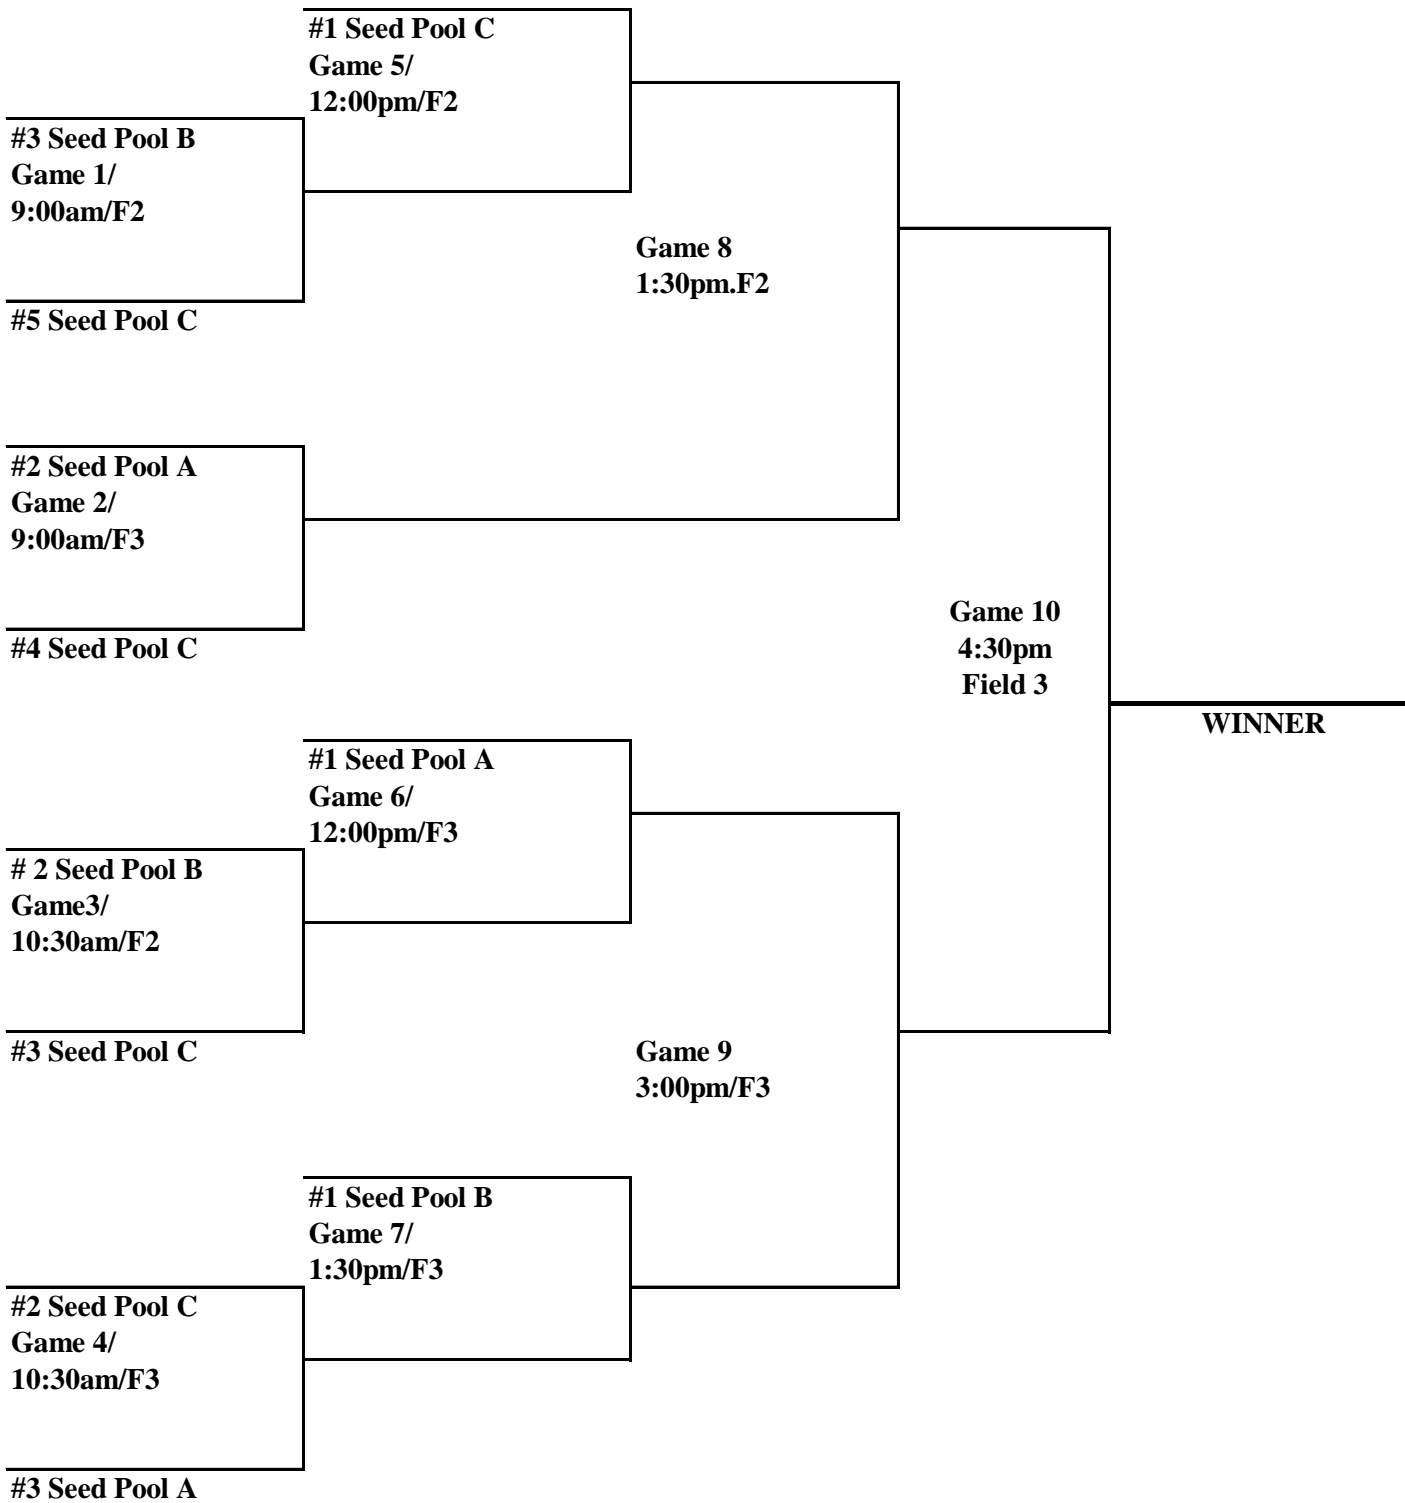 #1 Seed Pool C
Game 5/
12:00pm/F2
#3 Seed Pool B
Game 1/
9:00am/F2
Game 8
1:30pm.F2
#5 Seed Pool C
#2 Seed Pool A
Game 2/
9:00am/F3
Game 10
4:30pm
Field 3
#4 Seed Pool C
WINNER
#1 Seed Pool A
Game 6/
12:00pm/F3
# 2 Seed Pool B
Game3/
10:30am/F2
#3 Seed Pool C
Game 9
3:00pm/F3
#1 Seed Pool B
Game 7/
1:30pm/F3
#2 Seed Pool C
Game 4/
10:30am/F3
#3 Seed Pool A